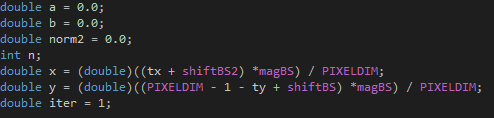 double a = 0.0;
double b = 0.0;
double norm2 = 0.0;
int n;
double x = (double)((tx + shiftBS2) *magBS) / PIXELDIM;
double y = (double)((PIXELDIM - 1 - ty + shiftBS) *magBS) / PIXELDIM;
double iter = 1;